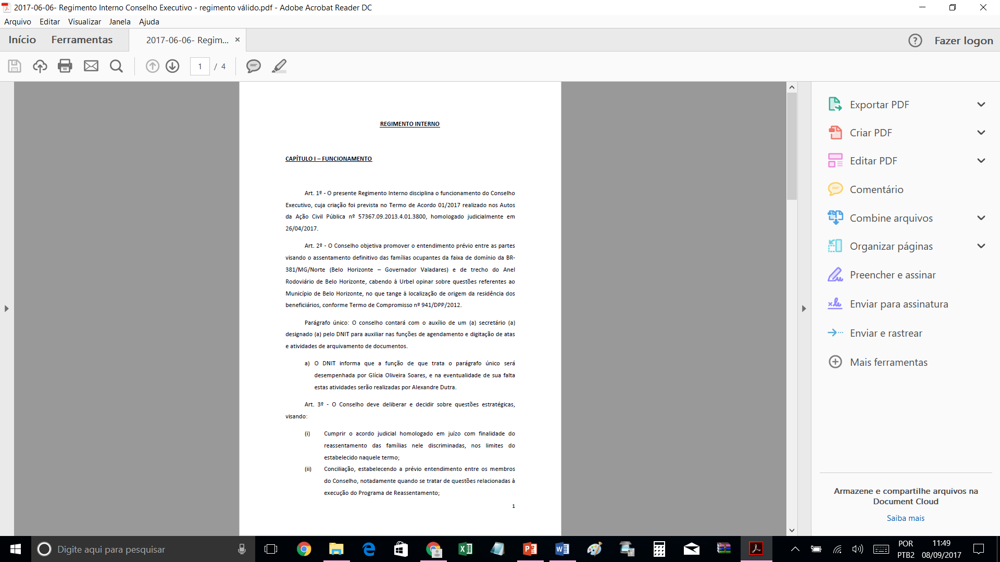 2017-06-06- Regimento Interno Conselho Executivo - regimento válido.pdf - Adobe Acrobat Reader DC
Arquivo Editar Visualizar Janela Ajuda
Início Ferramentas 2017-06-06- Regim... × ? Fazer logon
1 / 4
REGIMENTO INTERNO
CAPÍTULO I – FUNCIONAMENTO
Art. 1º - O presente Regimento Interno disciplina o funcionamento do Conselho
Executivo, cuja criação foi prevista no Termo de Acordo 01/2017 realizado nos Autos
da Ação Civil Pública nº 57367.09.2013.4.01.3800, homologado judicialmente em
26/04/2017.
Art. 2º - O Conselho objetiva promover o entendimento prévio entre as partes
visando o assentamento definitivo das famílias ocupantes da faixa de domínio da BR-
381/MG/Norte (Belo Horizonte – Governador Valadares) e de trecho do Anel
Rodoviário de Belo Horizonte, cabendo à Urbel opinar sobre questões referentes ao
Município de Belo Horizonte, no que tange à localização de origem da residência dos
beneficiários, conforme Termo de Compromisso nº 941/DPP/2012.
Parágrafo único: O conselho contará com o auxílio de um (a) secretário (a)
designado (a) pelo DNIT para auxiliar nas funções de agendamento e digitação de atas
e atividades de arquivamento de documentos.
a) O DNIT informa que a função de que trata o parágrafo único será
desempenhada por Glícia Oliveira Soares, e na eventualidade de sua falta
estas atividades serão realizadas por Alexandre Dutra.
Art. 3º - O Conselho deve deliberar e decidir sobre questões estratégicas,
visando:
(i) Cumprir o acordo judicial homologado em juízo com finalidade do
reassentamento das famílias nele discriminadas, nos limites do
estabelecido naquele termo;
(ii) Conciliação, estabelecendo a prévio entendimento entre os membros
do Conselho, notadamente quando se tratar de questões relacionadas à
execução do Programa de Reassentamento;
1
Exportar PDF
Criar PDF
Editar PDF
Comentário
Combine arquivos
Organizar páginas
Preencher e assinar
Enviar para assinatura
Enviar e rastrear
Mais ferramentas
Armazene e compartilhe arquivos na
Document Cloud
Saiba mais
Digite aqui para pesquisar
POR
PTB2
11:49
08/09/2017